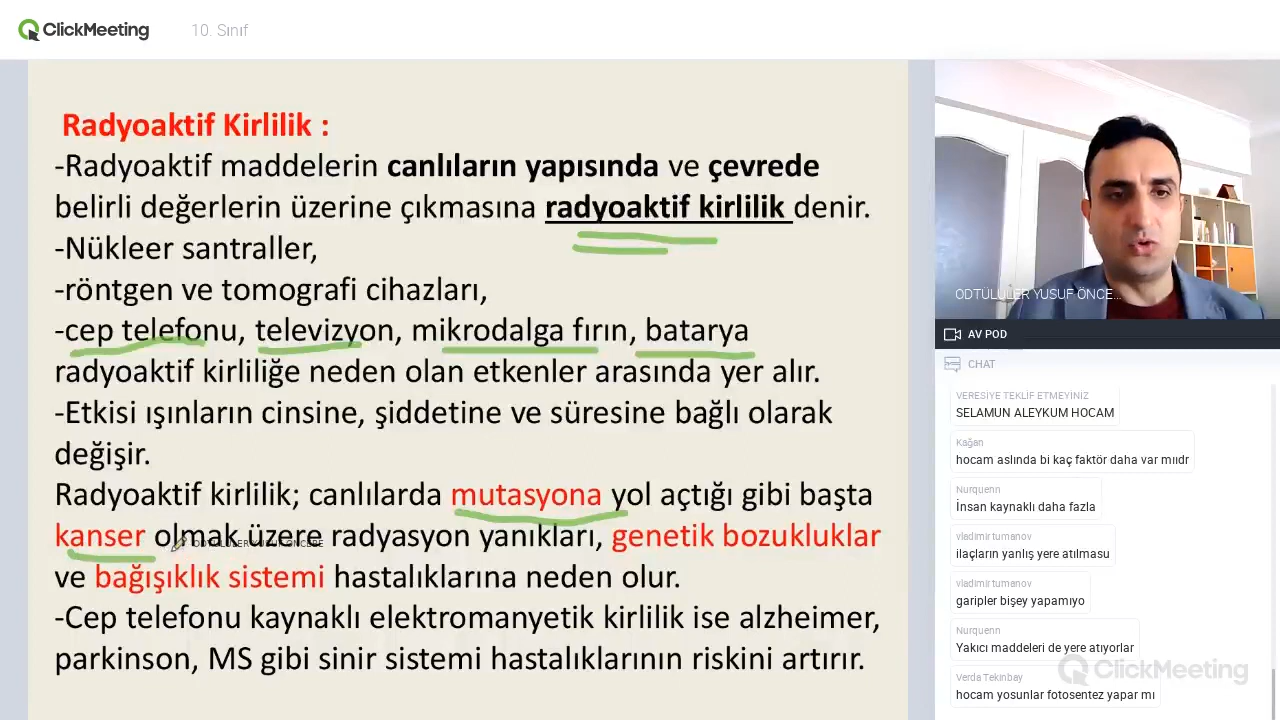 ClickMeeting
10. Sınıf
Radyoaktif Kirlilik :
-Radyoaktif maddelerin canlıların yapısında ve çevrede
belirli değerlerin üzerine çıkmasına radyoaktif kirlilik denir.
-Nükleer santraller,
-röntgen ve tomografi cihazları,
-cep telefonu, televizyon, mikrodalga fırın, batarya
radyoaktif kirliliğe neden olan etkenler arasında yer alır.
-Etkisi ışınların cinsine, şiddetine ve süresine bağlı olarak
değişir.
Radyoaktif kirlilik; canlılarda mutasyona yol açtığı gibi başta
kanser olmak üzere radyasyon yanıkları, genetik bozukluklar
ve bağışıklık sistemi hastalıklarına neden olur.
-Cep telefonu kaynaklı elektromanyetik kirlilik ise alzheimer,
parkinson, MS gibi sinir sistemi hastalıklarının riskini artırır.
ODTÜLÜLER YUSUF ÖNCE...
AV POD
CHAT
VERESİYE TEKLİF ETMEYİNİZ
SELAMUN ALEYKUM HOCAM
Kağan
hocam aslında bi kaç faktör daha var mııdr
Nurquenn
İnsan kaynaklı daha fazla
vladimir tumanov
ilaçların yanlış yere atılması
vladimir tumanov
garipler bişey yapamıyo
Nurquenn
Yakıcı maddeleri de yere atıyorlar
Verda Tekinbay
hocam yosunlar fotosentez yapar mı
ClickMeeting